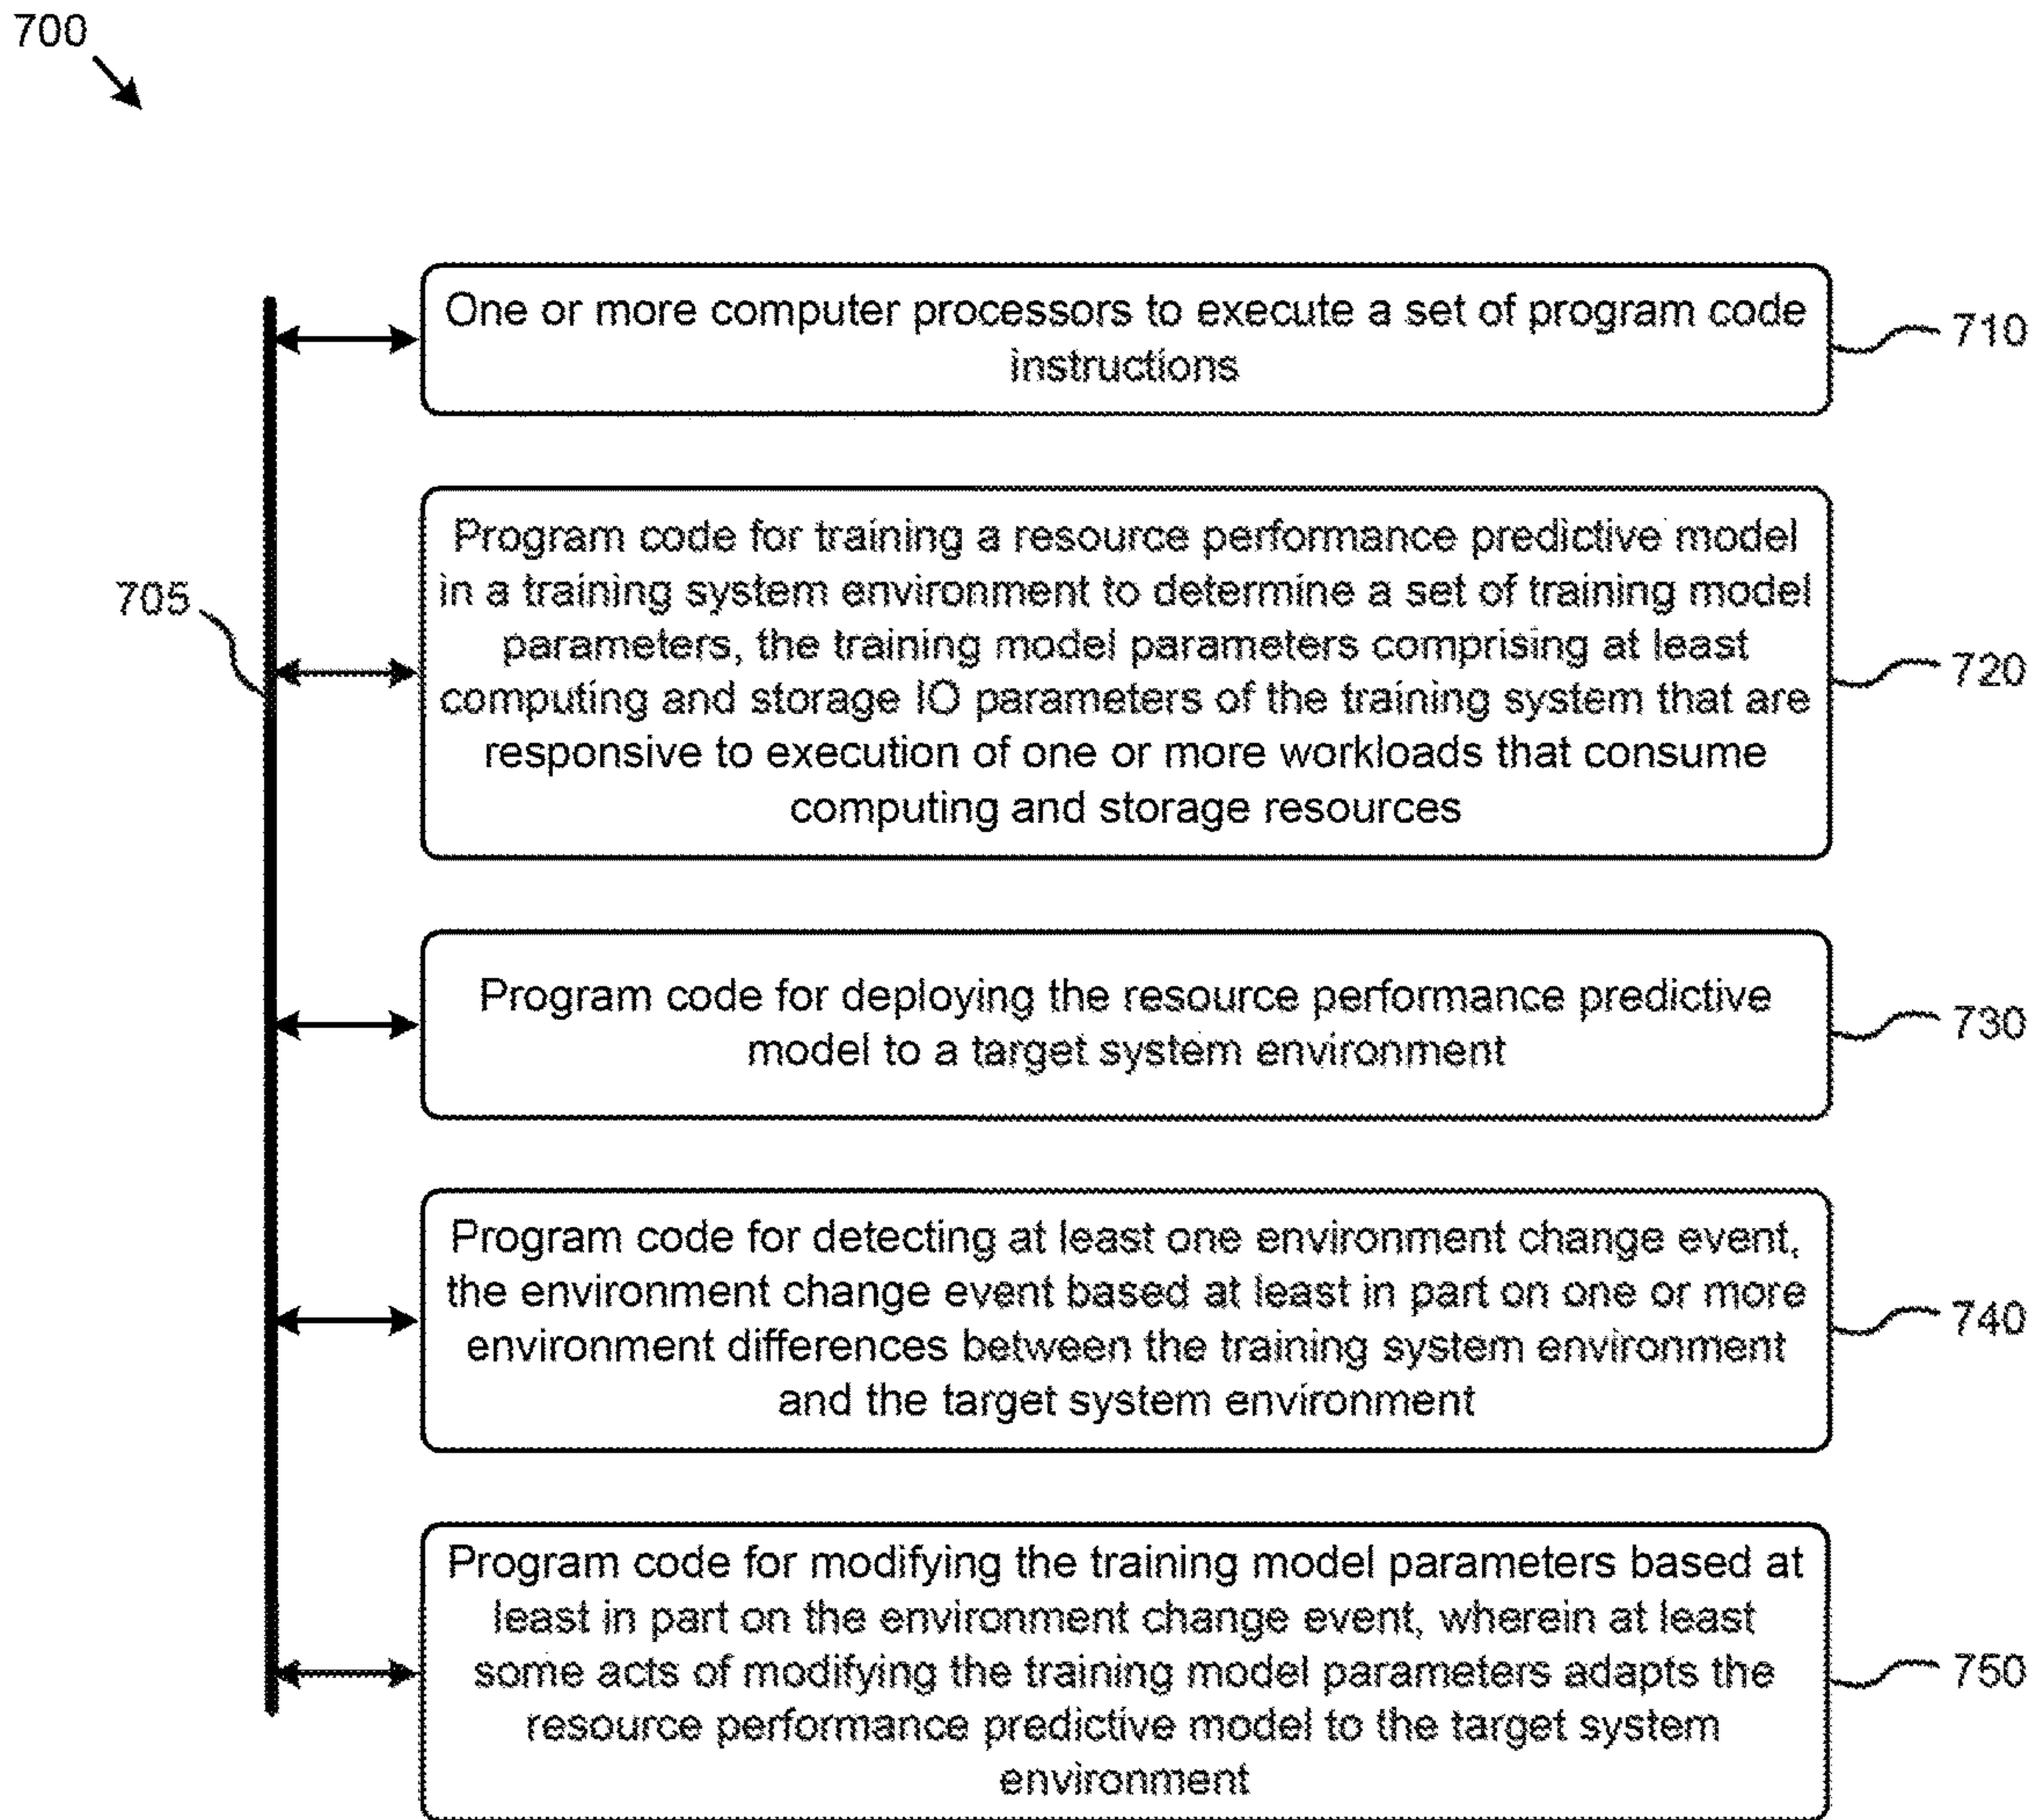 700
One or more computer processors to execute a set of program code
instructions
710
Program code for training a resource performance predictive model
in a training system environment to determine a set of training model
parameters, the training model parameters comprising at least
computing and storage IO parameters of the training system that are
responsive to execution of one or more workloads that consume
computing and storage resources
705
720
Program code for deploying the resource performance predictive
model to a target system environment
730
Program code for detecting at least one environment change event,
the environment change event based at least in part on one or more
environment differences between the training system environment
and the target system environment
740
Program code for modifying the training model parameters based at
least in part on the environment change event, wherein at least
some acts of modifying the training model parameters adapts the
resource performance predictive model to the target system
environment
750